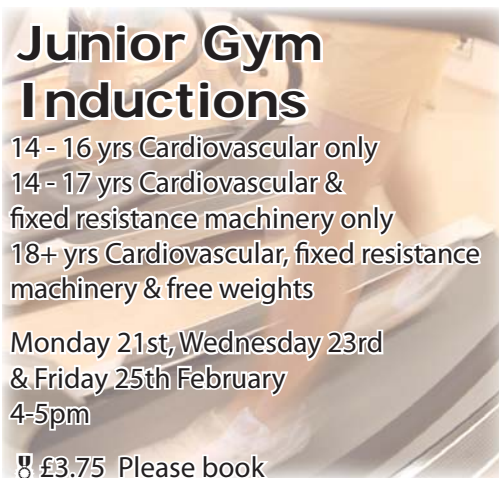 Junior Gym
Inductions
14 - 16 yrs Cardiovascular only
14 - 17 yrs Cardiovascular &
fixed resistance machinery only
18+ yrs Cardiovascular, fixed resistance
machinery & free weights
Monday 21st, Wednesday 23rd
& Friday 25th February
4-5pm
£3.75 Please book